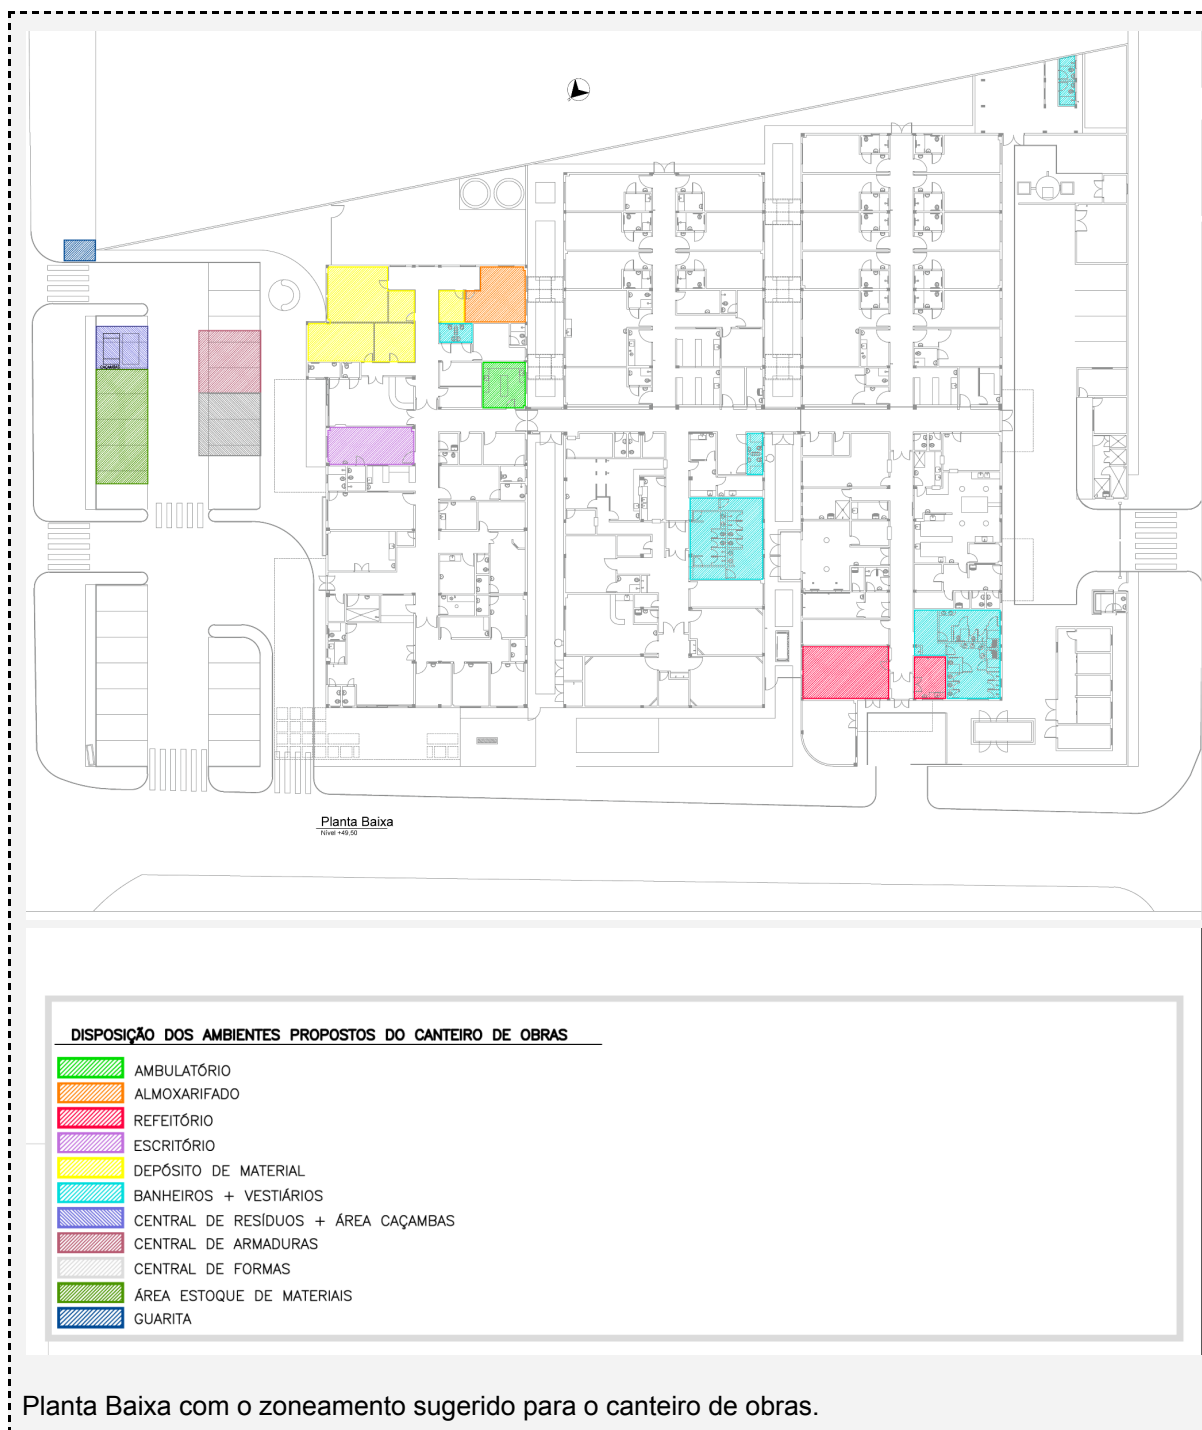 CAÇAMBA
Planta Baixa
Nível +49,50
DISPOSIÇÃO DOS AMBIENTES PROPOSTOS DO CANTEIRO DE OBRAS
AMBULATÓRIO
ALMOXARIFADO
REFEITÓRIO
ESCRITÓRIO
DEPÓSITO DE MATERIAL
BANHEIROS + VESTIÁRIOS
CENTRAL DE RESÍDUOS + ÁREA CAÇAMBAS
CENTRAL DE ARMADURAS
CENTRAL DE FORMAS
ÁREA ESTOQUE DE MATERIAIS
GUARITA
Planta Baixa com o zoneamento sugerido para o canteiro de obras.